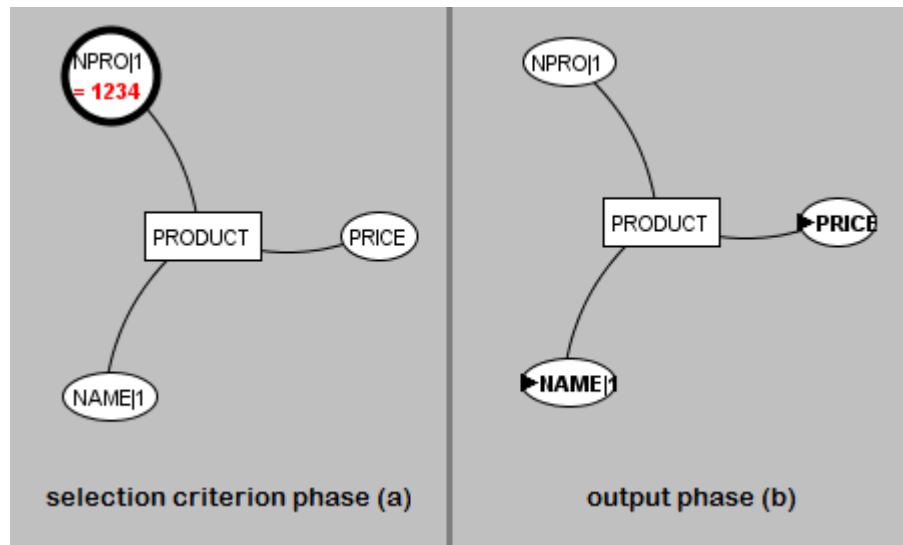 NPRO|1
= 1234
PRODUCT
PRICE
NAME|1
selection criterion phase (a)
NPRO|1
PRODUCT
►PRICE
►NAME|1
output phase (b)